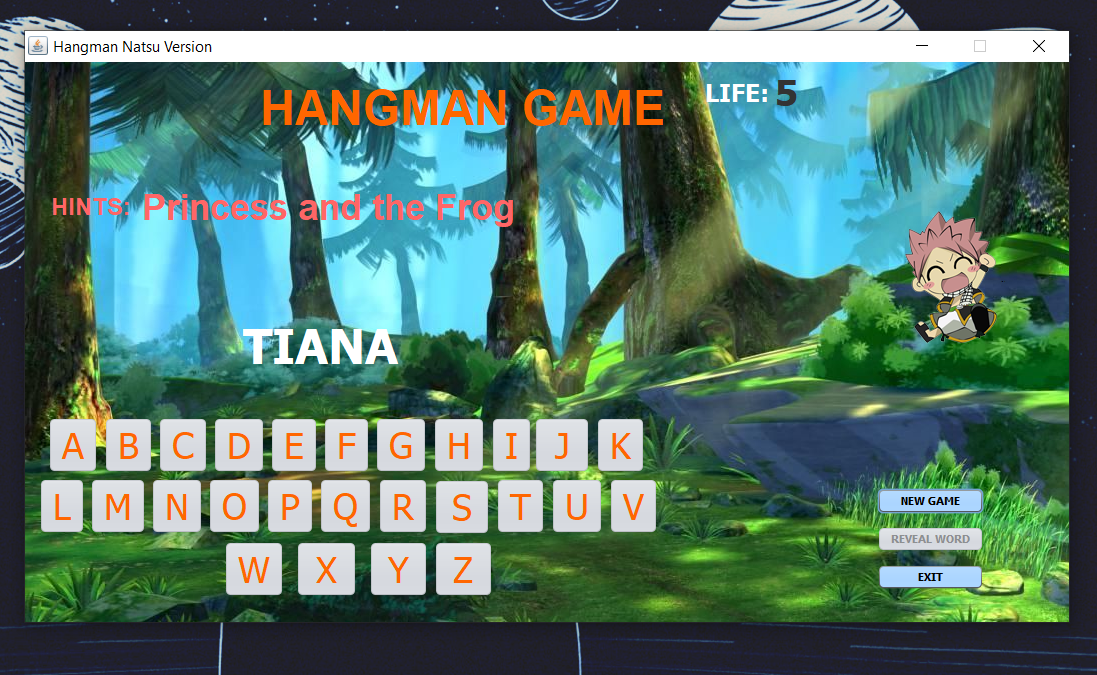 Hangman Natsu Version
HANGMAN GAME
LIFE: 5
HINTS: Princess and the Frog
TIANA
A B C D E F G H I J K
L M N O P Q R S T U V
W X Y Z
NEW GAME
REVEAL WORD
EXIT